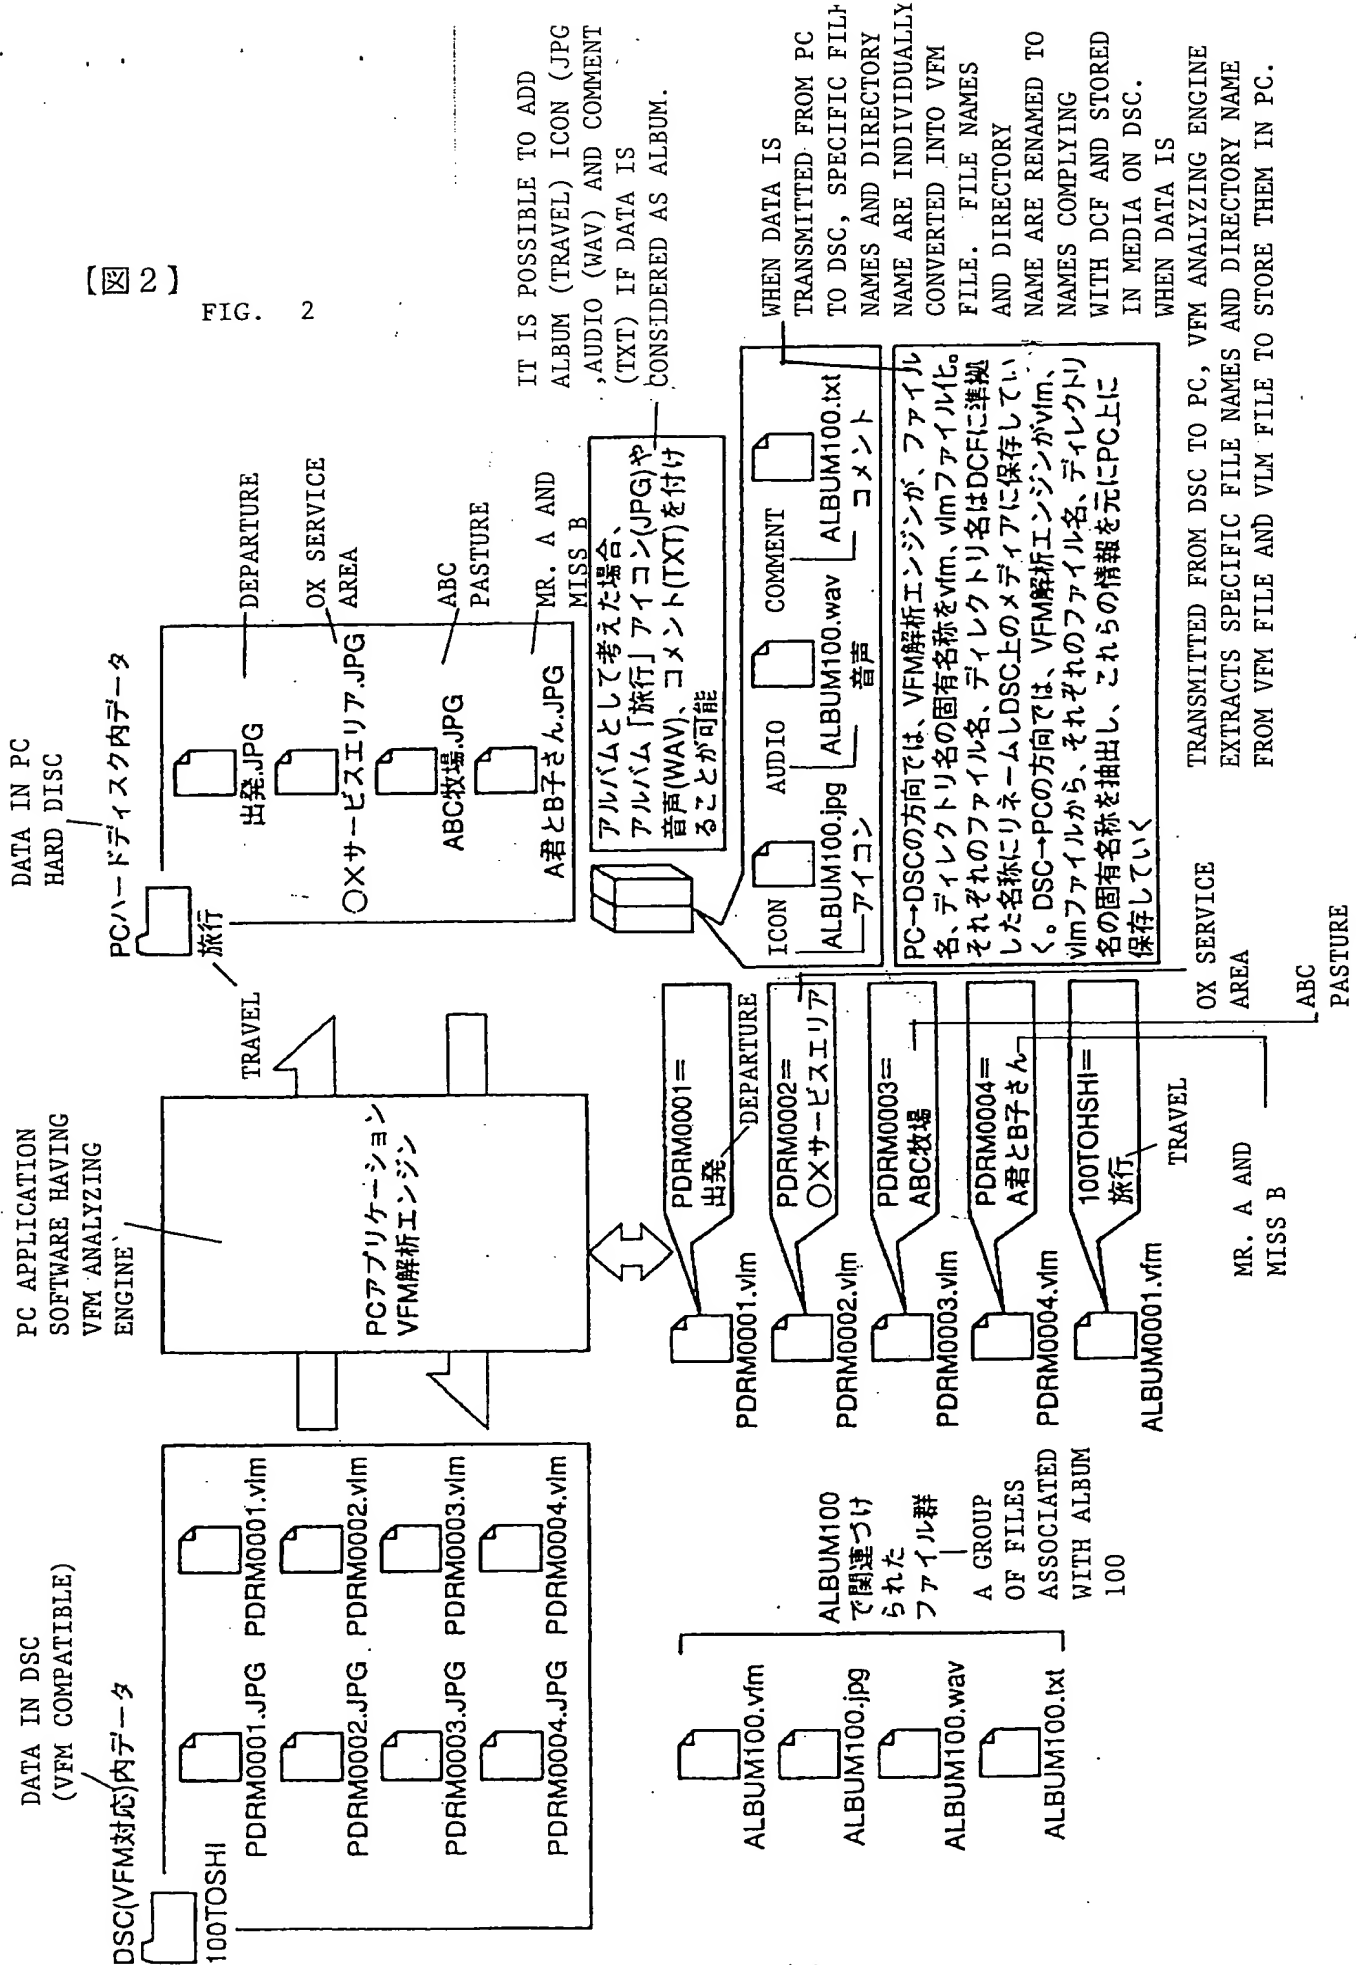 【図2】
FIG. 2
DATA IN DSC
(VFM COMPATIBLE)
DSC(VFM対応)内データ
100TOSHI
PDRM0001.JPG
PDRM0001.vlm
PDRM0002.JPG
PDRM0002.vlm
PDRM0003.JPG
PDRM0003.vlm
PDRM0004.JPG
PDRM0004.vlm
PC APPLICATION
SOFTWARE HAVING
VFM ANALYZING
ENGINE
PCアプリケーション
VFM解析エンジン
DATA IN PC
HARD DISC
PCハードディスク内データ
旅行
TRAVEL
出発.JPG
DEPARTURE
○×サービスエリア.JPG
OX SERVICE
AREA
ABC牧場.JPG
ABC
PASTURE
A君とB子さん.JPG
MR. A AND
MISS B
アルバムとして考えた場合、
アルバム「旅行」アイコン(JPG)や
音声(WAV)、コメント(TXT)を付け
ることが可能
IT IS POSSIBLE TO ADD
ALBUM (TRAVEL) ICON (JPG
,AUDIO (WAV) AND COMMENT
(TXT) IF DATA IS
CONSIDERED AS ALBUM.
ALBUM100.vfm
ALBUM100.jpg
ALBUM100.wav
ALBUM100.txt
ALBUM100
で関連づけ
られた
ファイル群
A GROUP
OF FILES
ASSOCIATED
WITH ALBUM
100
PDRM0001.vlm
PDRM0001=
出発
DEPARTURE
PDRM0002.vlm
PDRM0002=
○×サービスエリア
OX SERVICE
AREA
PDRM0003.vlm
PDRM0003=
ABC牧場
ABC
PASTURE
PDRM0004.vlm
PDRM0004=
A君とB子さん
MR. A AND
MISS B
ALBUM0001.vfm
100TOHSHI=
旅行
TRAVEL
ICON
ALBUM100.jpg
アイコン
AUDIO
ALBUM100.wav
音声
COMMENT
ALBUM100.txt
コメント
PC→DSCの方向では、VFM解析エンジンが、ファイル
名、ディレクトリ名の固有名称をvfm、vlmファイル化。
それぞれのファイル名、ディレクトリ名はDCFに準拠
した名称にリネームしDSC上のメディアに保存してい
く。DSC→PCの方向では、VFM解析エンジンがvfm、
vlmファイルから、それぞれのファイル名、ディレクトリ
名の固有名称を抽出し、これらの情報を元にPC上に
保存していく
WHEN DATA IS
TRANSMITTED FROM PC
TO DSC, SPECIFIC FILE
NAMES AND DIRECTORY
NAME ARE INDIVIDUALLY
CONVERTED INTO VFM
FILE. FILE NAMES
AND DIRECTORY
NAME ARE RENAMED TO
NAMES COMPLYING
WITH DCF AND STORED
IN MEDIA ON DSC.
WHEN DATA IS
TRANSMITTED FROM DSC TO PC, VFM ANALYZING ENGINE
EXTRACTS SPECIFIC FILE NAMES AND DIRECTORY NAME
FROM VFM FILE AND VLM FILE TO STORE THEM IN PC.